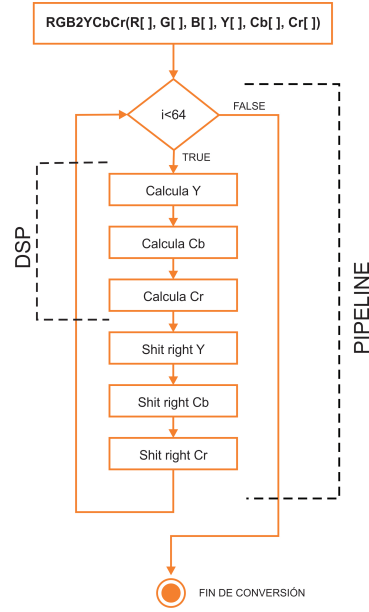 RGB2YCbCr(R[ ], G[ ], B[ ], Y[ ], Cb[ ], Cr[ ])
i<64
FALSE
TRUE
Calcula Y
Calcula Cb
Calcula Cr
DSP
Shit right Y
Shit right Cb
Shit right Cr
PIPELINE
FIN DE CONVERSIÓN